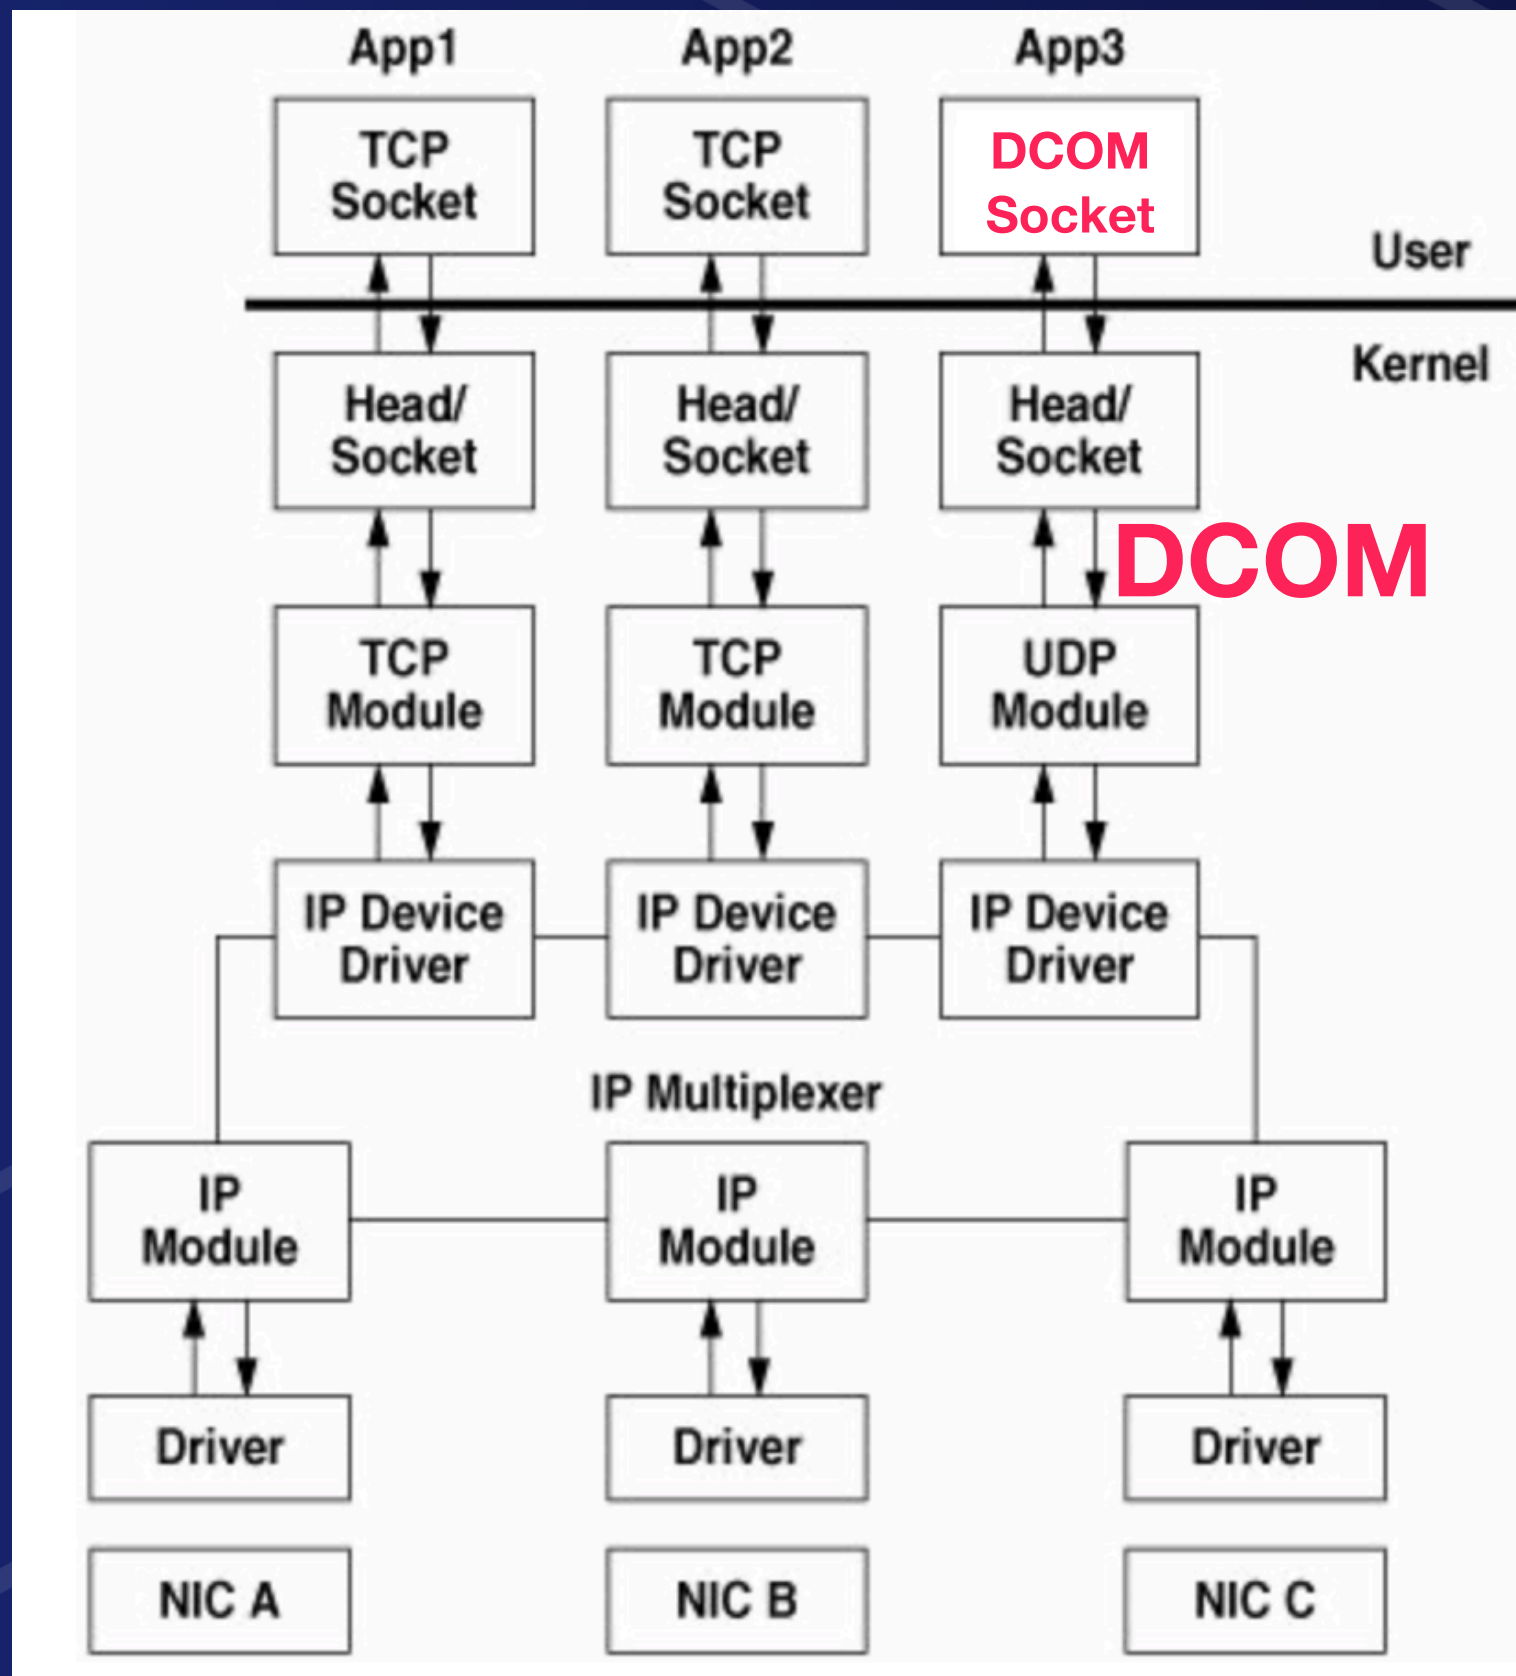 App1 App2 App3
TCP TCP DCOM
Socket Socket Socket
User
Kernel
Head/ Head/ Head/
Socket Socket Socket
DCOM
TCP TCP UDP
Module Module Module
IP Device IP Device IP Device
Driver Driver Driver
IP Multiplexer
IP IP IP
Module Module Module
Driver Driver Driver
NIC A NIC B NIC C